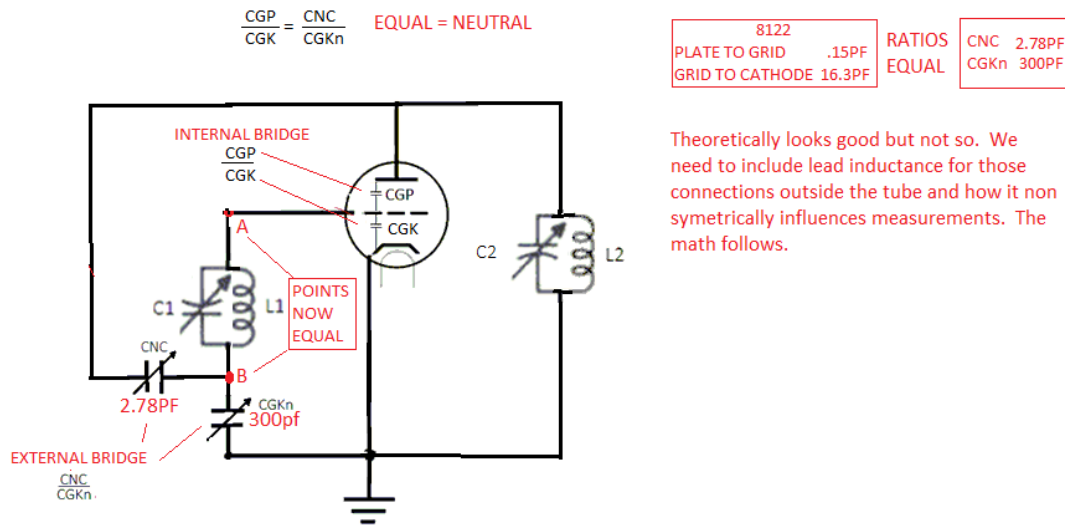 CGP = CNC EQUAL = NEUTRAL
CGK CGKn
8122
PLATE TO GRID .15PF
GRID TO CATHODE 16.3PF
RATIOS
EQUAL
CNC 2.78PF
CGKn 300PF
INTERNAL BRIDGE
CGP
CGK
CGP
CGK
Theoretically looks good but not so. We
need to include lead inductance for those
connections outside the tube and how it non
symetrically influences measurements. The
math follows.
A
C2
L2
C1
L1
POINTS
NOW
EQUAL
CNC
B
2.78PF
CGKn
300pf
EXTERNAL BRIDGE
CNC
CGKn.